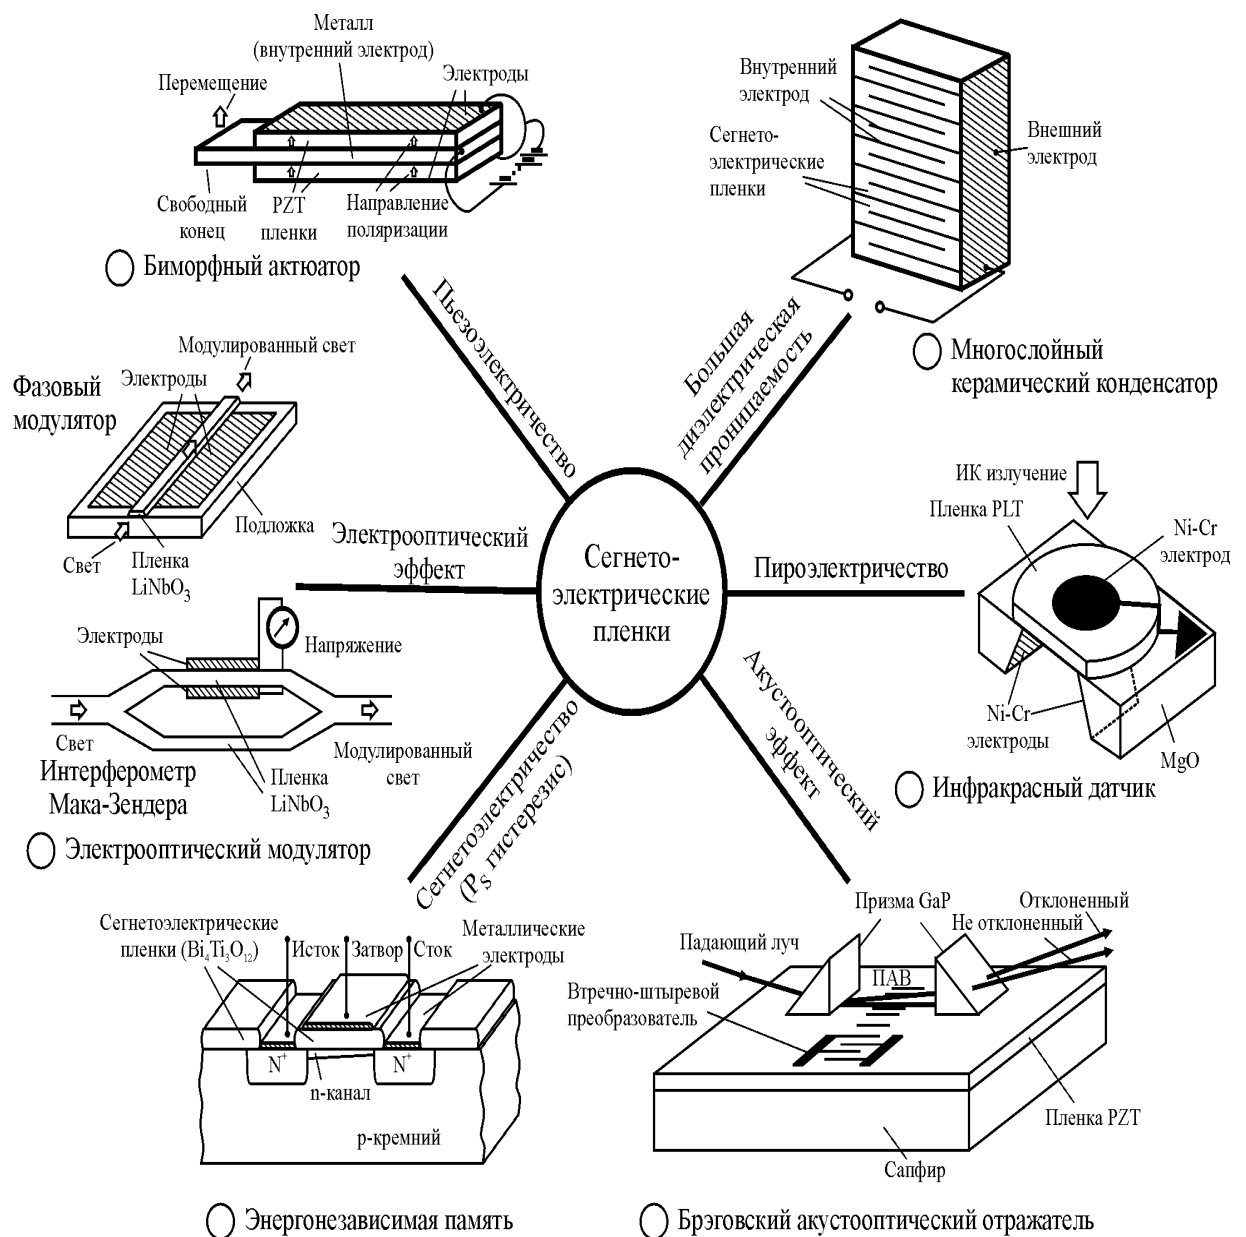 Металл
(внутренний электрод)
Электроды
Перемещение
Свободный
конец
PZT
пленки
Направление
поляризации
Биморфный актюатор
Внутренний
электрод
Сегнето-
электрические
пленки
Внешний
электрод
Многослойный
керамический конденсатор
Пьезоэлектричество
Большая
диэлектрическая
проницаемость
Модулированный свет
Электроды
Фазовый
модулятор
Подложка
Свет
Пленка
LiNbO3
Электрооптический
эффект
Сегнето-
электрические
пленки
Пироэлектричество
ИК излучение
Пленка PLT
Ni-Cr
электрод
Ni-Cr
электроды
MgO
Инфракрасный датчик
Электроды
Напряжение
Свет
Модулированный
свет
Интерферометр
Мака-Зендера
Пленка
LiNbO3
Электрооптический модулятор
Сегнетоэлектричество
(PS гистерезис)
Акустооптический
эффект
Сегнетоэлектрические
пленки (Bi4Ti3O12)
Исток
Затвор
Сток
Металлические
электроды
N+
N+
n-канал
p-кремний
Энергонезависимая память
Призма GaP
Отклоненный
Не отклоненный
Падающий луч
ПАВ
Втречно-штыревой
преобразователь
Пленка PZT
Сапфир
Брэговский акустооптический отражатель